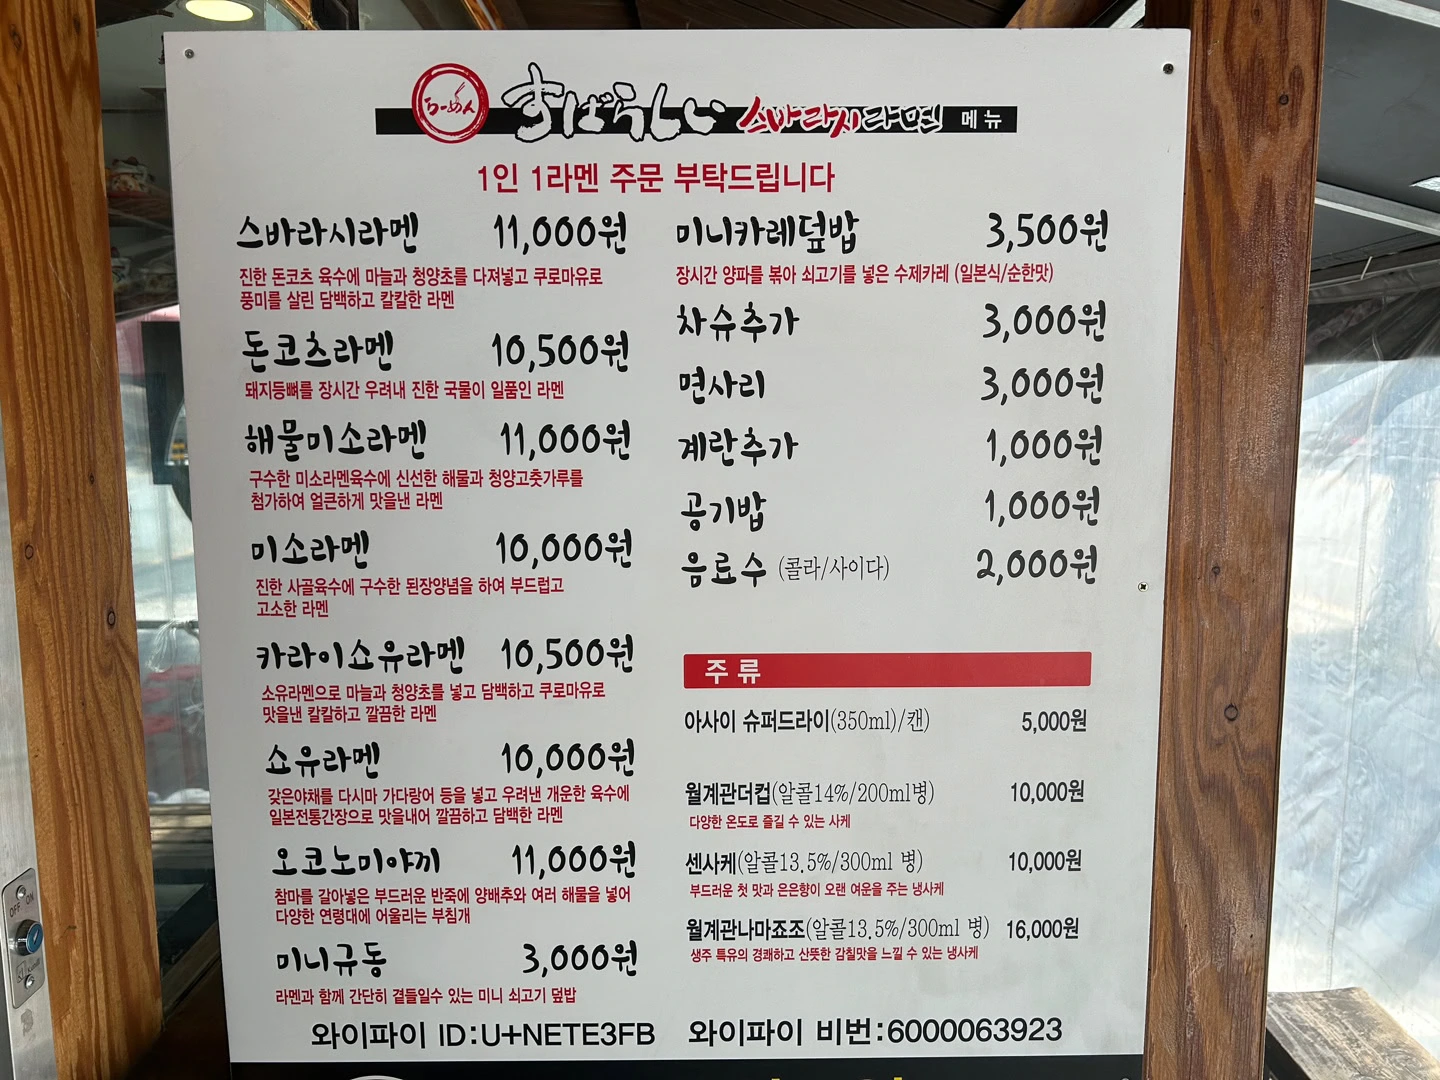 らーめん
すばらしい 스바라시라멘 메뉴
1인 1라멘 주문 부탁드립니다
스바라시라멘 11,000원
진한 돈코츠 육수에 마늘과 청양초를 다져넣고 쿠로마유로
풍미를 살린 담백하고 칼칼한 라멘
돈코츠라멘 10,500원
돼지등뼈를 장시간 우려내 진한 국물이 일품인 라멘
해물미소라멘 11,000원
구수한 미소라멘육수에 신선한 해물과 청양고춧가루를
첨가하여 얼큰하게 맛을낸 라멘
미소라멘 10,000원
진한 사골육수에 구수한 된장양념을 하여 부드럽고
고소한 라멘
카라이쇼유라멘 10,500원
소유라멘으로 마늘과 청양초를 넣고 담백하고 쿠로마유로
맛을낸 칼칼하고 깔끔한 라멘
쇼유라멘 10,000원
갖은야채를 다시마 가다랑어 등을 넣고 우려낸 개운한 육수에
일본전통간장으로 맛을내어 깔끔하고 담백한 라멘
오코노미야끼 11,000원
참마를 갈아넣은 부드러운 반죽에 양배추와 여러 해물을 넣어
다양한 연령대에 어울리는 부침개
미니규동 3,000원
라멘과 함께 간단히 곁들일수 있는 미니 쇠고기 덮밥
미니카레덮밥 3,500원
장시간 양파를 볶아 쇠고기를 넣은 수제카레 (일본식/순한맛)
차슈추가 3,000원
면사리 3,000원
계란추가 1,000원
공기밥 1,000원
음료수 (콜라/사이다) 2,000원
주류
아사이 슈퍼드라이(350ml)/캔) 5,000원
월계관더컵(알콜14%/200ml병) 10,000원
다양한 온도로 즐길 수 있는 사케
센사케(알콜13.5%/300ml 병) 10,000원
부드러운 첫 맛과 은은향이 오랜 여운을 주는 냉사케
월계관나마죠조(알콜13.5%/300ml 병) 16,000원
생주 특유의 경쾌하고 산뜻한 감칠맛을 느낄 수 있는 냉사케
와이파이 ID:U+NETE3FB 와이파이 비번:6000063923
OFF ON